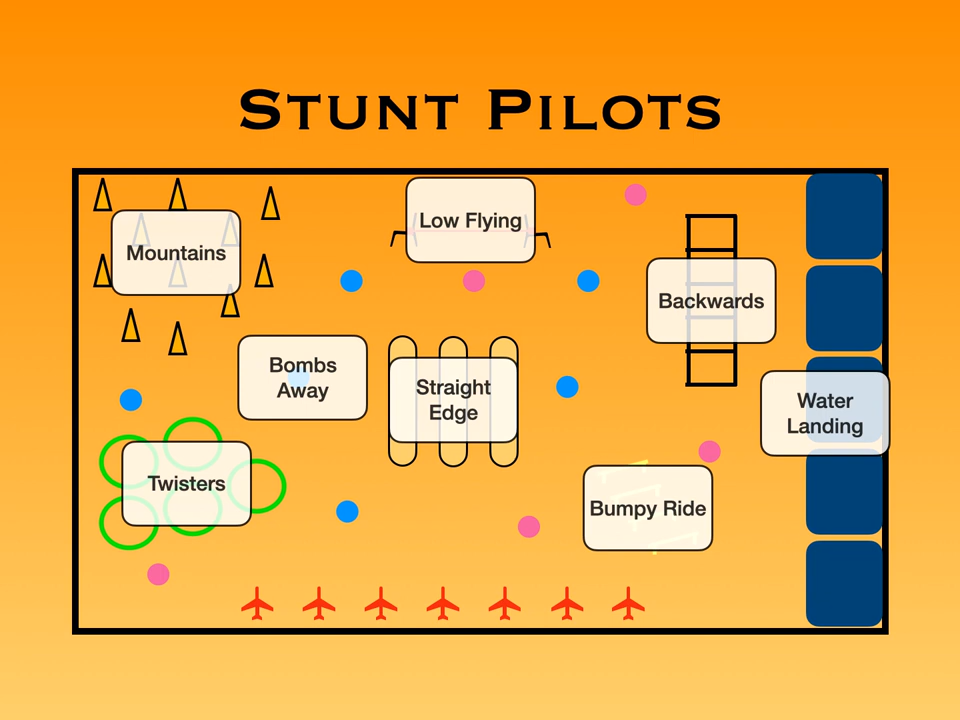 STUNT PILOTS
Low Flying
Mountains
Backwards
Bombs
Away
Straight
Edge
Water
Landing
Twisters
Bumpy Ride